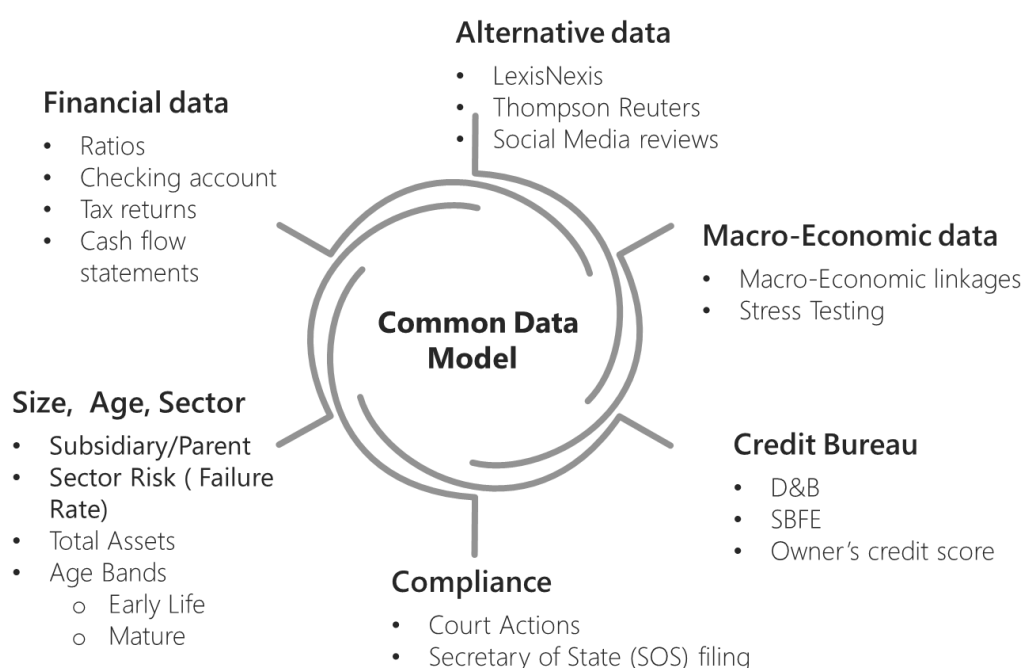 Alternative data
• LexisNexis
• Thompson Reuters
• Social Media reviews
Financial data
• Ratios
• Checking account
• Tax returns
• Cash flow
statements
Macro-Economic data
• Macro-Economic linkages
• Stress Testing
Common Data
Model
Size, Age, Sector
• Subsidiary/Parent
• Sector Risk ( Failure
Rate)
• Total Assets
• Age Bands
o Early Life
o Mature
Credit Bureau
• D&B
• SBFE
• Owner's credit score
Compliance
• Court Actions
• Secretary of State (SOS) filing